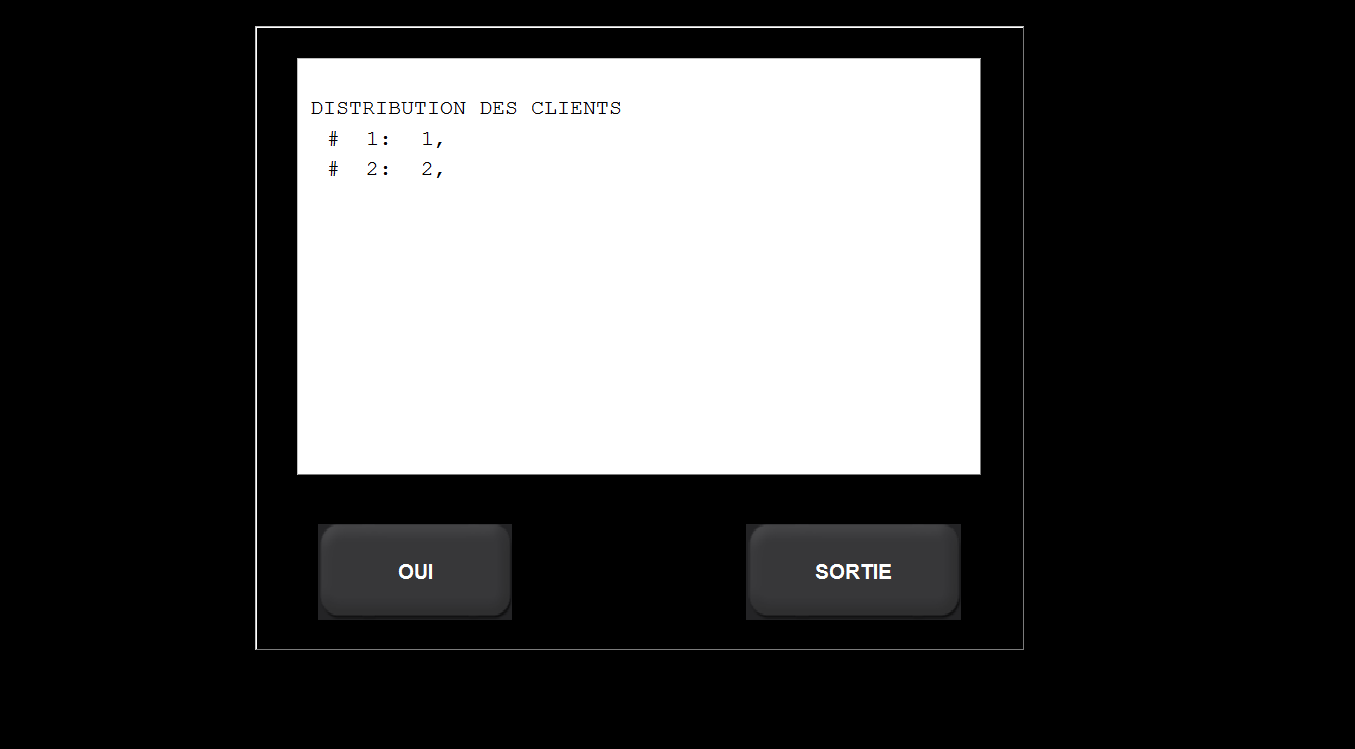 DISTRIBUTION DES CLIENTS
# 1: 1,
# 2: 2,
OUI
SORTIE